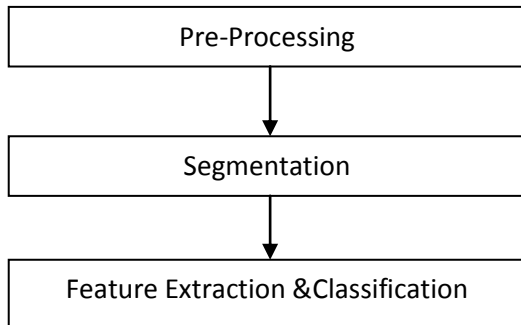 Pre-Processing
Segmentation
Feature Extraction &Classification